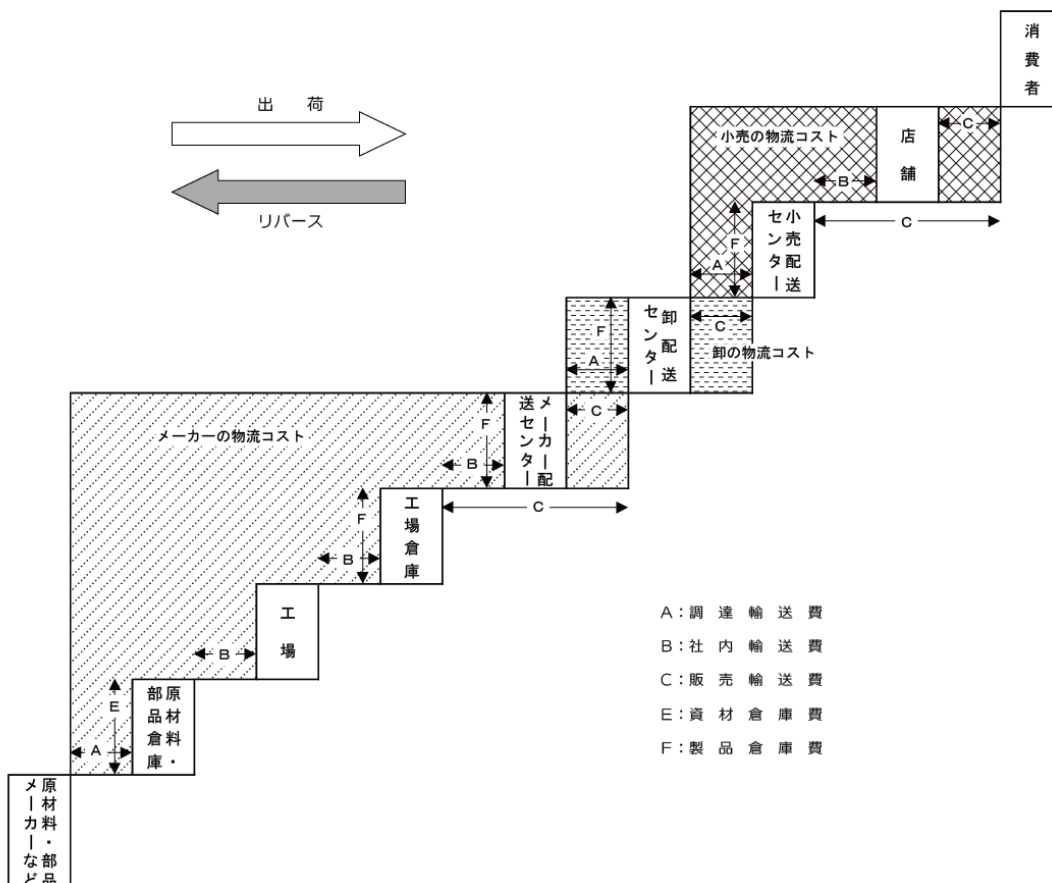 消費者
出　荷
リバース
小売の物流コスト
C
店舗
B
C
F
A
小売配送
センター
F
A
卸配送
センター
C
卸の物流コスト
メーカーの物流コスト
F
B
メーカー配
送センター
C
C
F
B
工場倉庫
B
工場
E
A
原材料・
部品倉庫
原材料・部品
メーカーなど
A：調達輸送費
B：社内輸送費
C：販売輸送費
E：資材倉庫費
F：製品倉庫費